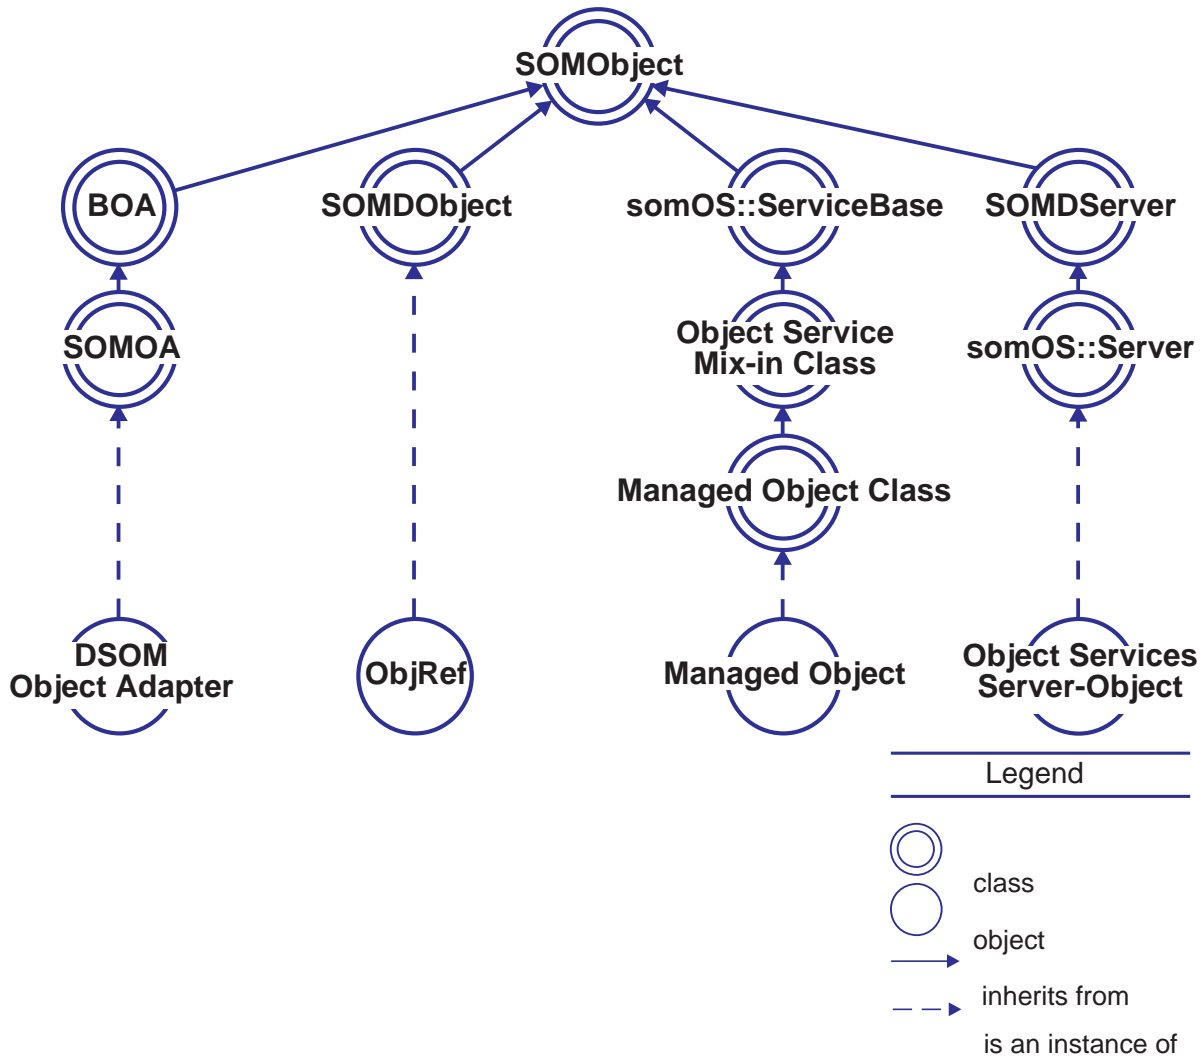 SOMObject
BOA
SOMDObject
somOS::ServiceBase
SOMDServer
SOMOA
Object Service
Mix-in Class
somOS::Server
Managed Object Class
DSOM
Object Adapter
ObjRef
Managed Object
Object Services
Server-Object
Legend
class
object
inherits from
is an instance of